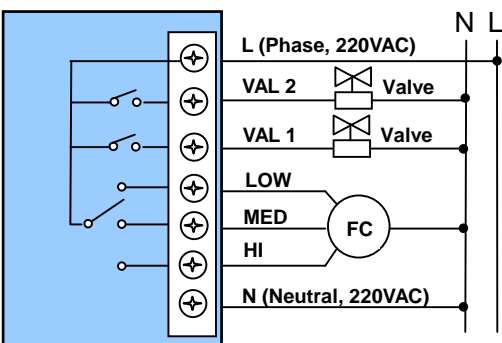 N L
L (Phase, 220VAC)
VAL 2 Valve
VAL 1 Valve
LOW
MED
FC
HI
N (Neutral, 220VAC)